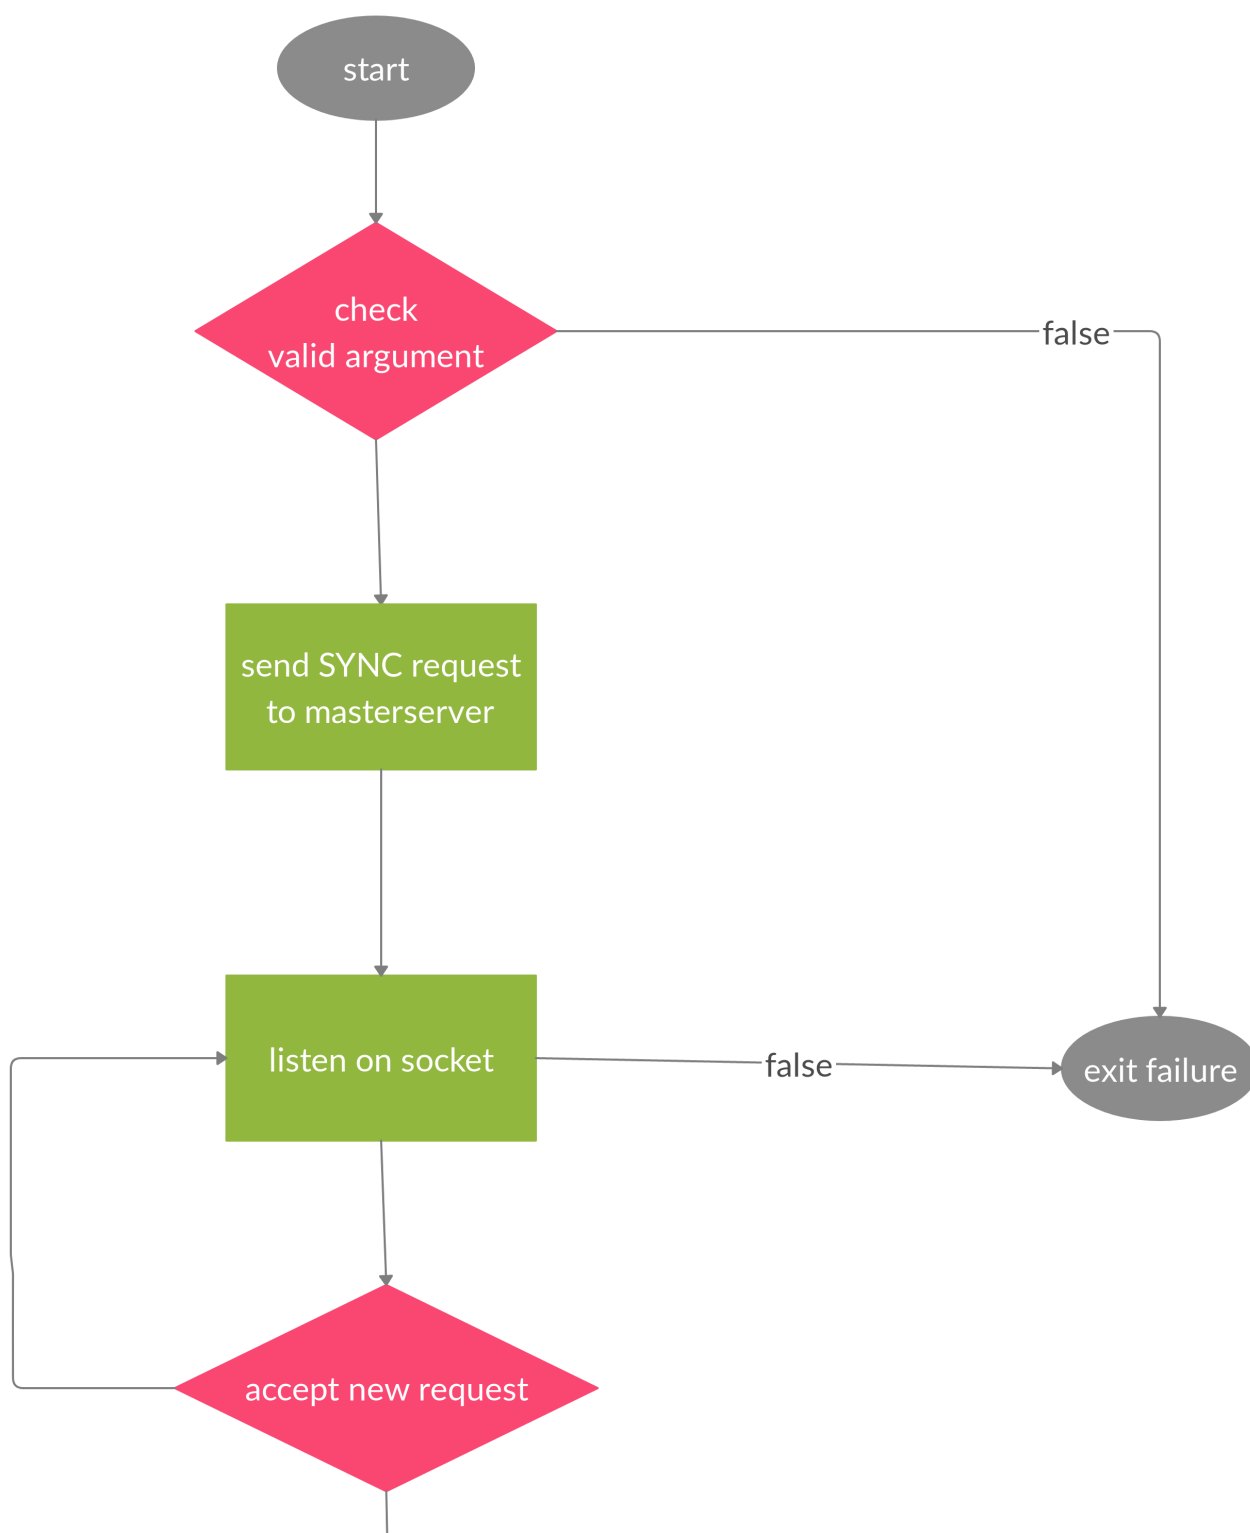 start
check
valid argument
false
send SYNC request
to masterserver
listen on socket
false
exit failure
accept new request